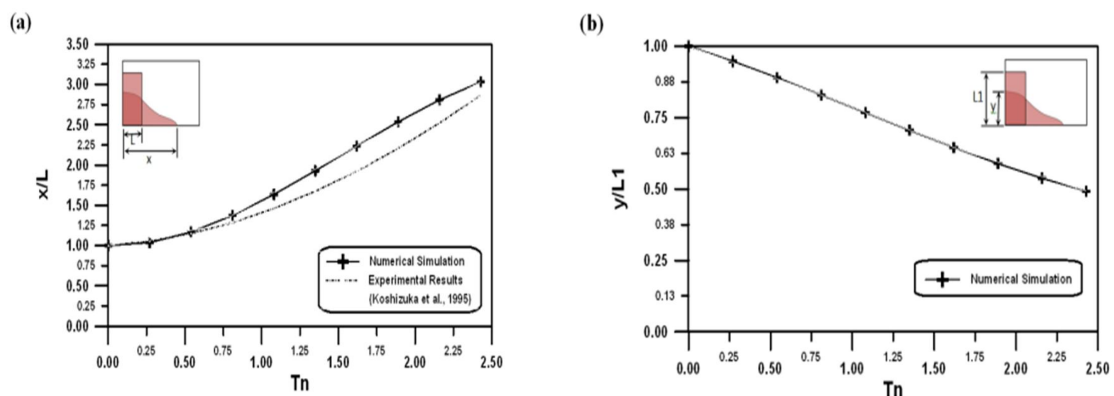 (a)
3.50
3.25
3.00
2.75
2.50
2.25
2.00
1.75
1.50
1.25
1.00
0.75
0.50
0.25
0.00
x/L
L
x
Numerical Simulation
Experimental Results
(Koshizuka et al., 1995)
0.00 0.25 0.50 0.75 1.00 1.25 1.50 1.75 2.00 2.25 2.50
Tn
(b)
1.00
0.88
0.75
0.63
0.50
0.38
0.25
0.13
0.00
y/L1
L1
y
Numerical Simulation
0.00 0.25 0.50 0.75 1.00 1.25 1.50 1.75 2.00 2.25 2.50
Tn